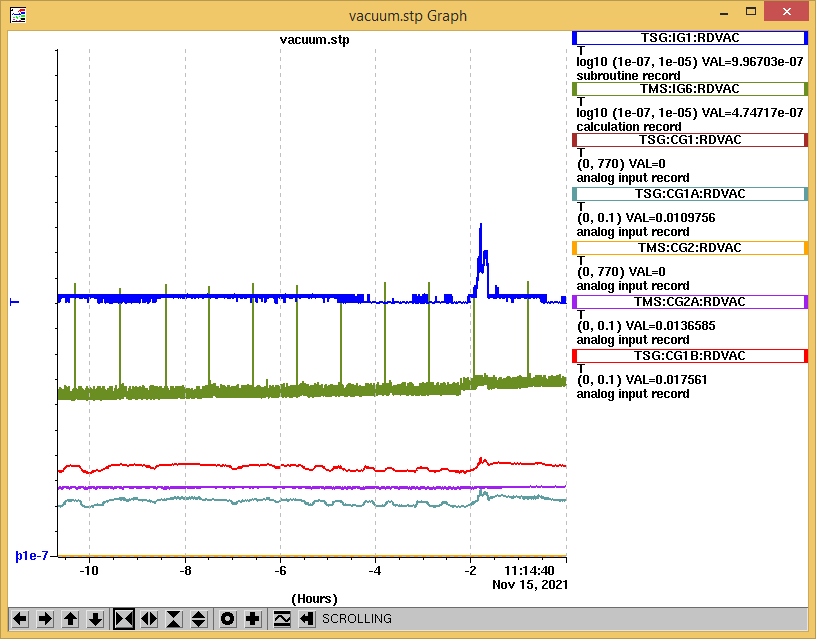 vacuum.stp Graph
vacuum.stp
TSG:IG1:RDVAC
T
log10 (1e-07, 1e-05) VAL=9.96703e-07
subroutine record
TMS:IG6:RDVAC
T
log10 (1e-07, 1e-05) VAL=4.74717e-07
calculation record
TSG:CG1:RDVAC
T
(0, 770) VAL=0
analog input record
TSG:CG1A:RDVAC
T
(0, 0.1) VAL=0.0109756
analog input record
TMS:CG2:RDVAC
T
(0, 770) VAL=0
analog input record
TMS:CG2A:RDVAC
T
(0, 0.1) VAL=0.0136585
analog input record
TSG:CG1B:RDVAC
T
(0, 0.1) VAL=0.017561
analog input record
T
1e-7
-10
-8
-6
-4
-2
11:14:40
Nov 15, 2021
(Hours)
SCROLLING